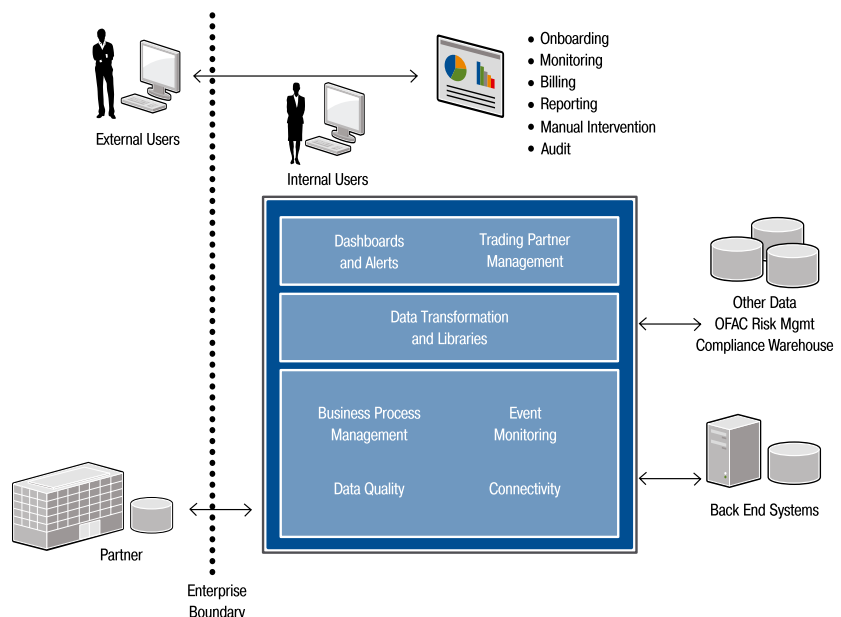 Onboarding
Monitoring
Billing
Reporting
Manual Intervention
Audit
External Users
Internal Users
Dashboards
and Alerts
Trading Partner
Management
Data Transformation
and Libraries
Other Data
OFAC Risk Mgmt
Compliance Warehouse
Business Process
Management
Event
Monitoring
Data Quality
Connectivity
Back End Systems
Partner
Enterprise
Boundary